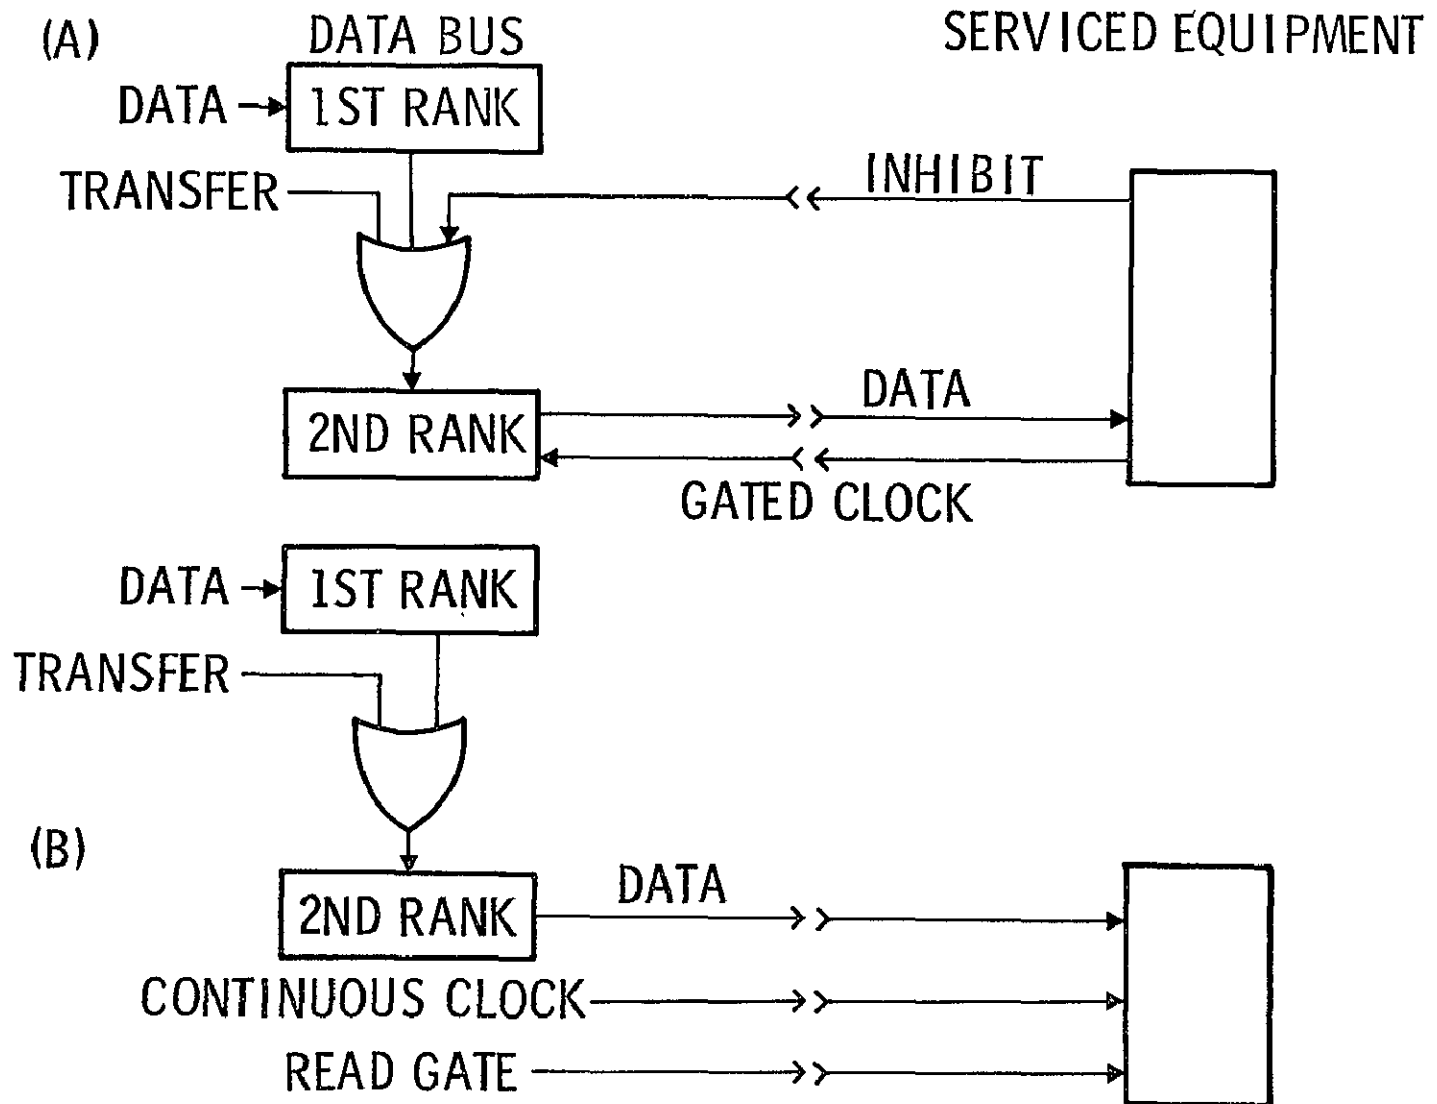 (A)
DATA BUS
SERVICED EQUIPMENT
DATA
1ST RANK
TRANSFER
INHIBIT
2ND RANK
DATA
GATED CLOCK
DATA
1ST RANK
TRANSFER
(B)
2ND RANK
DATA
CONTINUOUS CLOCK
READ GATE